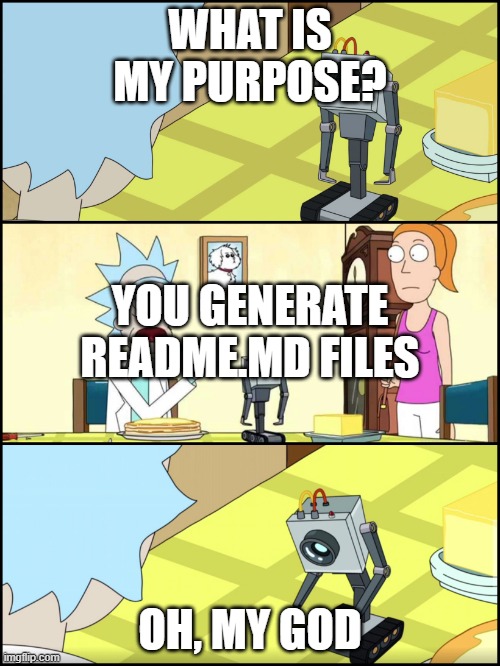 WHAT IS
MY PURPOSE?
YOU GENERATE
README.MD FILES
OH, MY GOD
imgflip.com